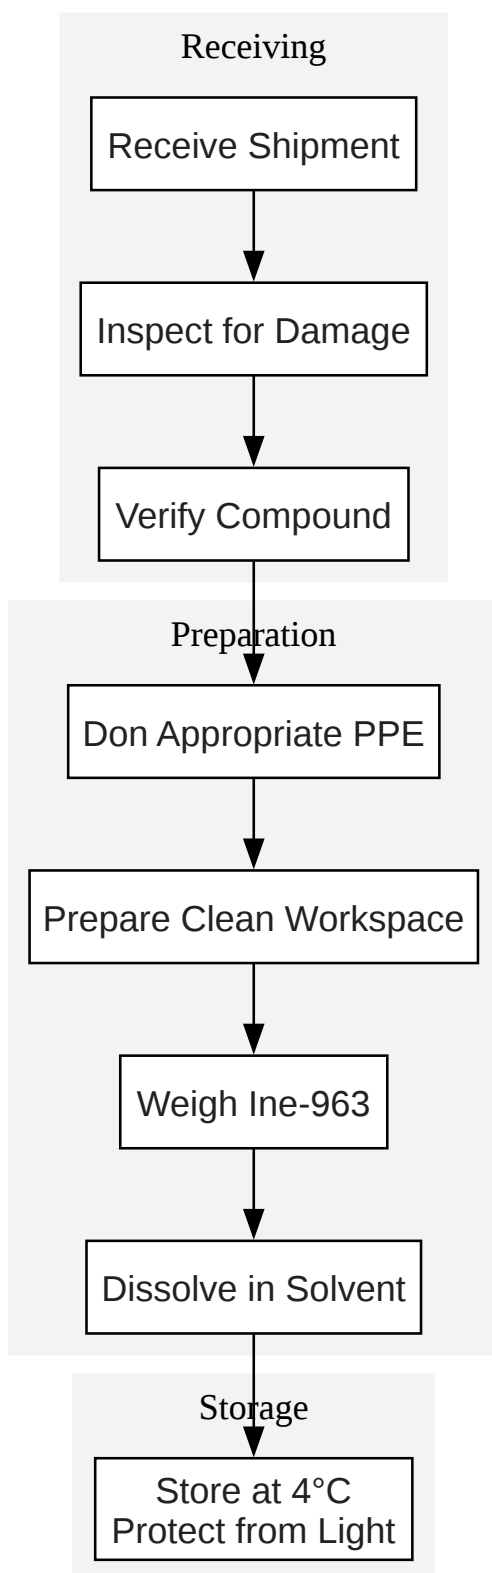 Receiving
Receive Shipment
Inspect for Damage
Verify Compound
Preparation
Don Appropriate PPE
Prepare Clean Workspace
Weigh Ine-963
Dissolve in Solvent
Storage
Store at 4°C
Protect from Light